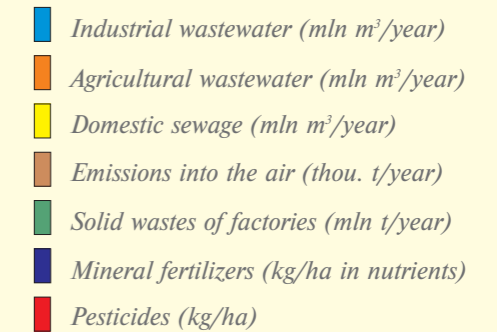 Industrial wastewater (mln m³/year)
Agricultural wastewater (mln m³/year)
Domestic sewage (mln m³/year)
Emissions into the air (thou. t/year)
Solid wastes of factories (mln t/year)
Mineral fertilizers (kg/ha in nutrients)
Pesticides (kg/ha)